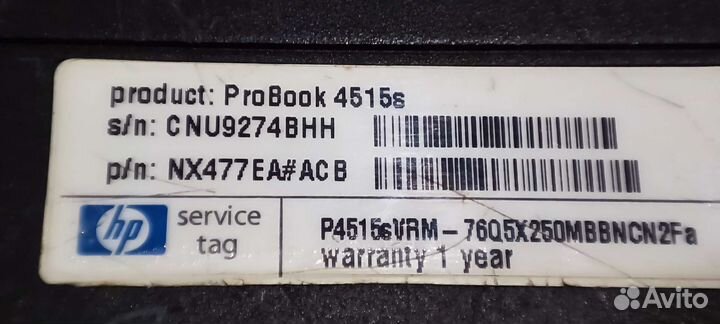 product: ProBook 4515s
s/n: CNU9274BHH
p/n: NX477EA#ACB
hp
service
tag
P4515sVRM-76Q5X250MBBNCN2Fa
warranty 1 year
Avito